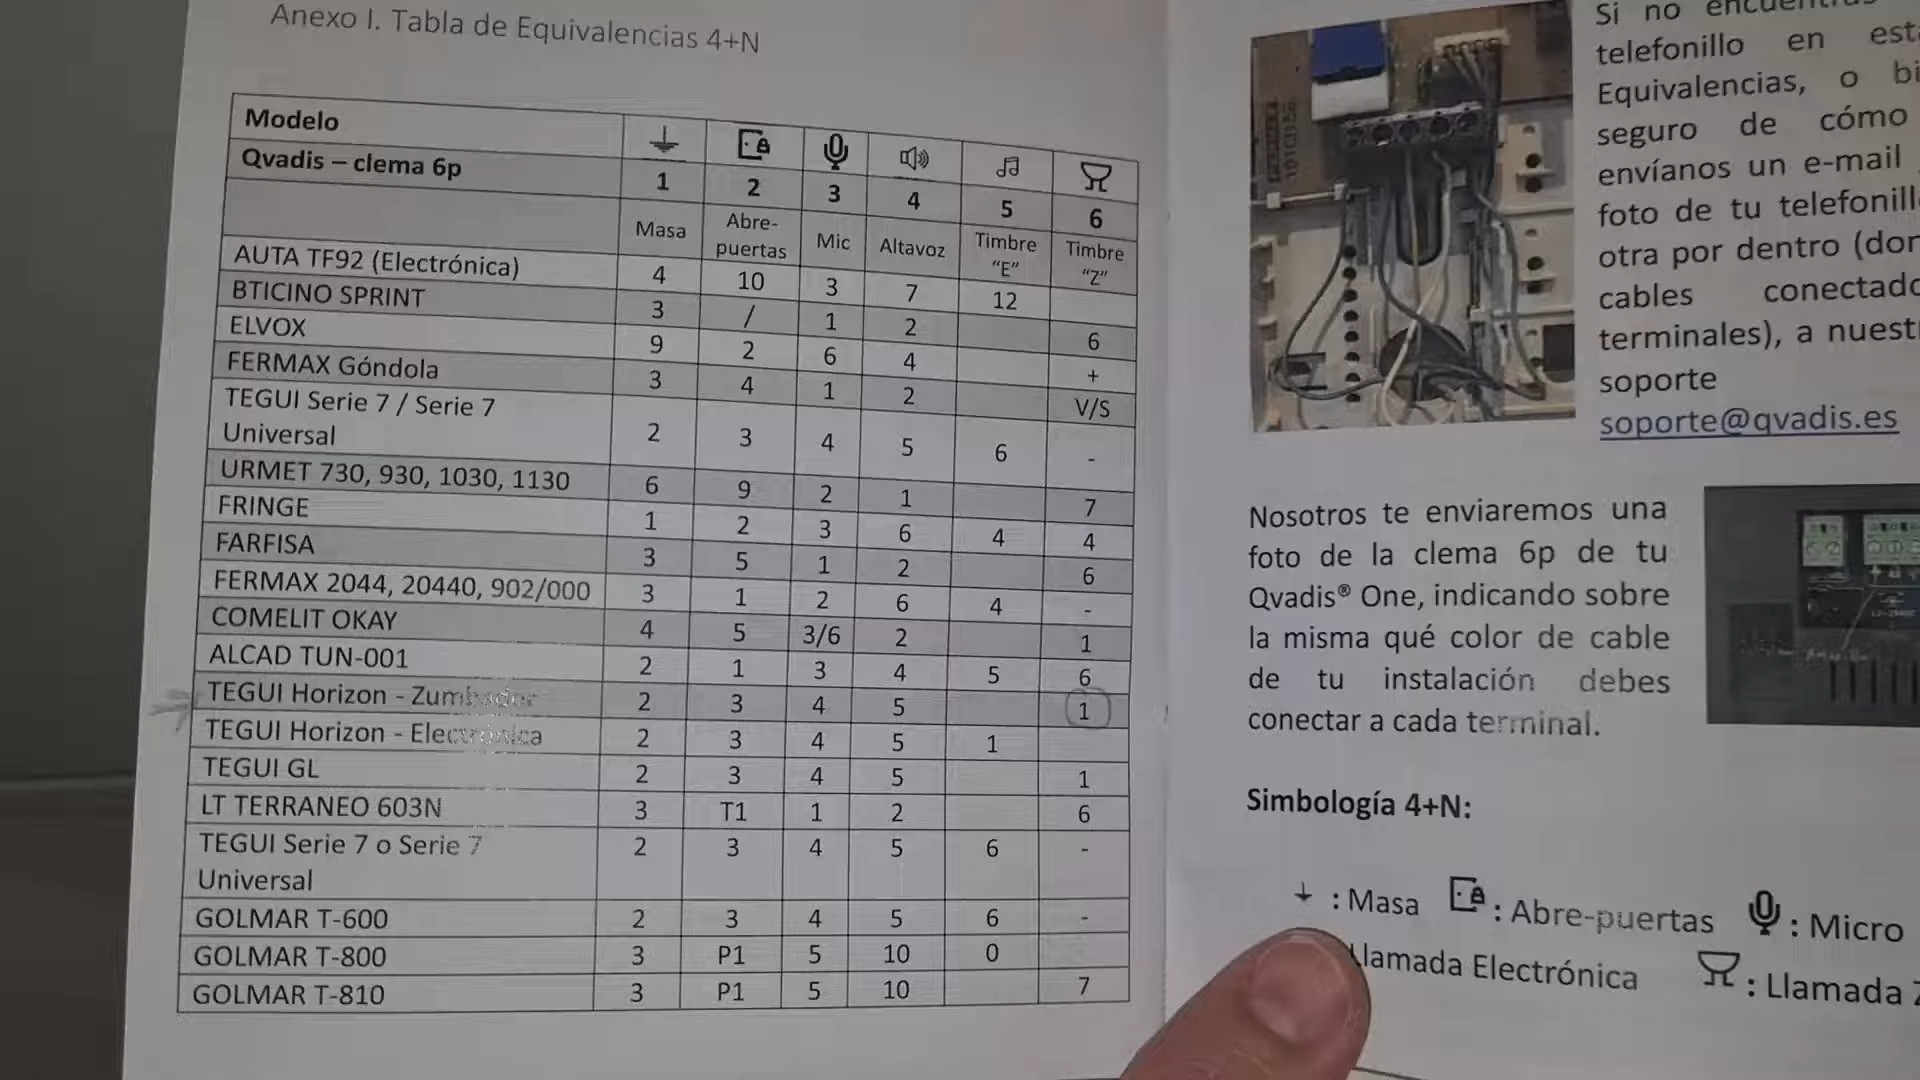 Anexo I. Tabla de Equivalencias 4+N
Modelo
Qvadis – clema 6p 1 2 3 4 5 6
Masa Abre-puertas Mic Altavoz Timbre "E" Timbre "Z"
AUTA TF92 (Electrónica) 4 10 3 7 12
BTICINO SPRINT 3 / 1 2 6
ELVOX 9 2 6 4 +
FERMAX Góndola 3 4 1 2 V/S
TEGUI Serie 7 / Serie 7
Universal 2 3 4 5 6 -
URMET 730, 930, 1030, 1130 6 9 2 1 7
FRINGE 1 2 3 6 4 4
FARFISA 3 5 1 2 6
FERMAX 2044, 20440, 902/000 3 1 2 6 4 -
COMELIT OKAY 4 5 3/6 2 1
ALCAD TUN-001 2 1 3 4 5 6
TEGUI Horizon - Zumbador 2 3 4 5 1
TEGUI Horizon - Electrónica 2 3 4 5 1
TEGUI GL 2 3 4 5 1
LT TERRANEO 603N 3 T1 1 2 6
TEGUI Serie 7 o Serie 7
Universal 2 3 4 5 6 -
GOLMAR T-600 2 3 4 5 6 -
GOLMAR T-800 3 P1 5 10 0
GOLMAR T-810 3 P1 5 10 7
Si no
telefonillo en
Equivalencias, o
seguro de cómo
envíanos un e-mail
foto de tu
otra por dentro
cables
terminales), a
soporte
soporte@qvadis.es
Nosotros te enviaremos una
foto de la clema 6p de tu
Qvadis® One, indicando sobre
la misma qué color de cable
de tu instalación debes
conectar a cada terminal.
Simbología 4+N:
: Masa : Abre-puertas : Micro
Llamada Electrónica : Llamada